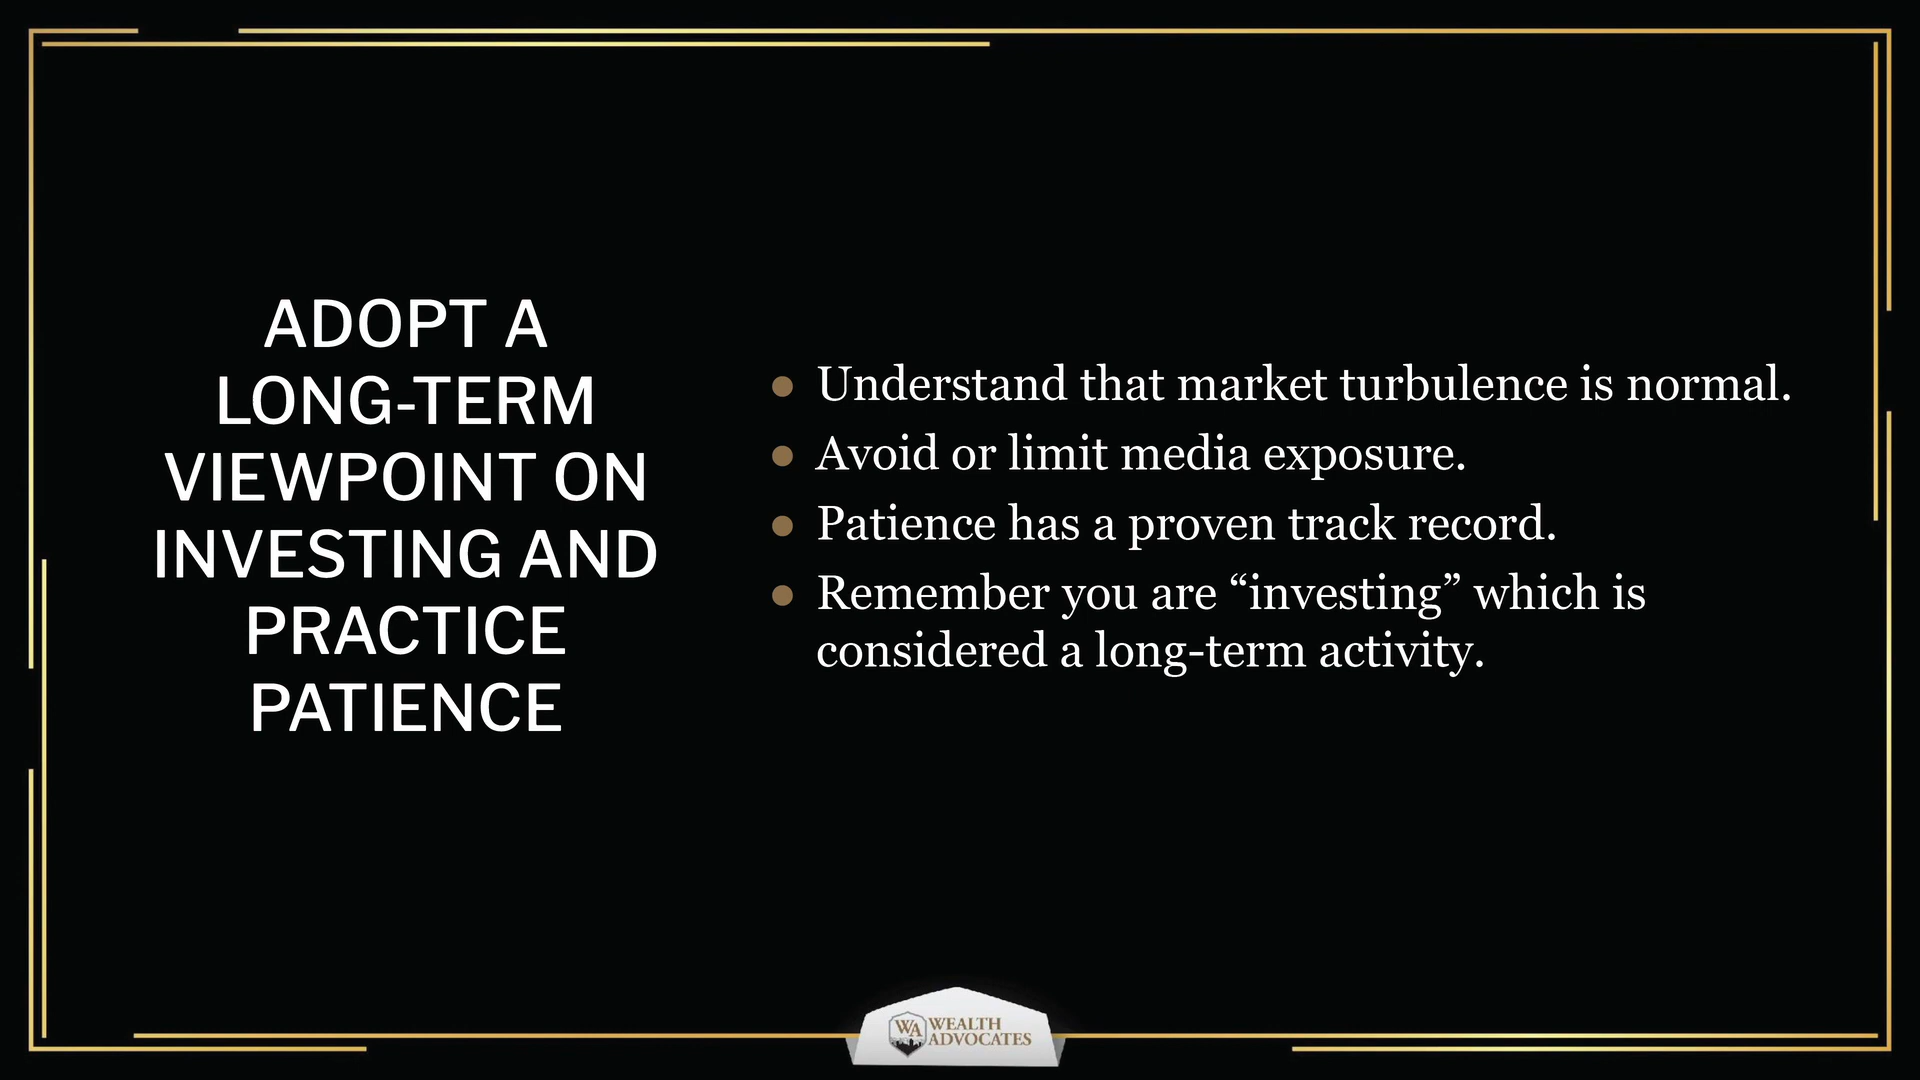 ADOPT A
LONG-TERM
VIEWPOINT ON
INVESTING AND
PRACTICE
PATIENCE
Understand that market turbulence is normal.
Avoid or limit media exposure.
Patience has a proven track record.
Remember you are “investing” which is
considered a long-term activity.
WA
WEALTH
ADVOCATES